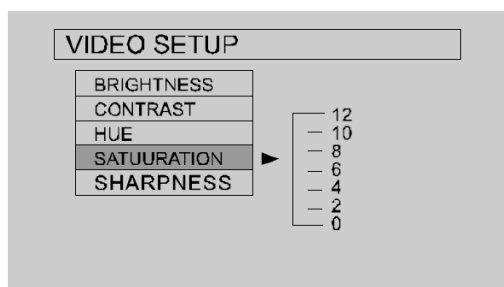 VIDEO SETUP
BRIGHTNESS
CONTRAST
HUE
SATUURATION
SHARPNESS
12
10
8
6
4
2
0